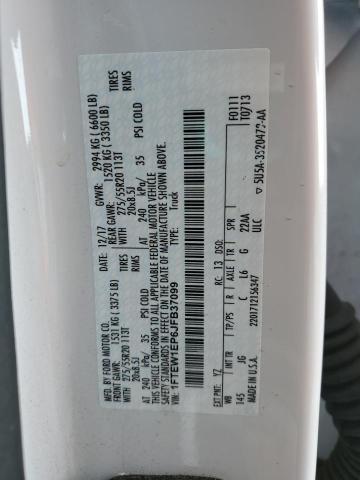 MFD. BY FORD MOTOR CO.
DATE: 12/17 GVWR: 2994 KG ( 6600 LB)
FRONT GAWR: 1531 KG ( 3375 LB) REAR GAWR: 1520 KG ( 3350 LB)
WITH 275/55R20 113T TIRES WITH 275/55R20 113T TIRES
20x8.5J RIMS 20x8.5J RIMS
AT 240 kPa/ 35 PSI COLD AT 240 kPa/ 35 PSI COLD
THIS VEHICLE CONFORMS TO ALL APPLICABLE FEDERAL MOTOR VEHICLE
SAFETY STANDARDS IN EFFECT ON THE DATE OF MANUFACTURE SHOWN ABOVE.
VIN: 1FTEW1EP6JFB37099
Truck
F0111
T0713
EXT PNT: YZ RC: 13 DSO:
WB INT TR TP/PS R AXLE TR SPR
145 JG C L6 G 22AA
MADE IN U.S.A. ULC
▽ 5U5A-3520472-AA